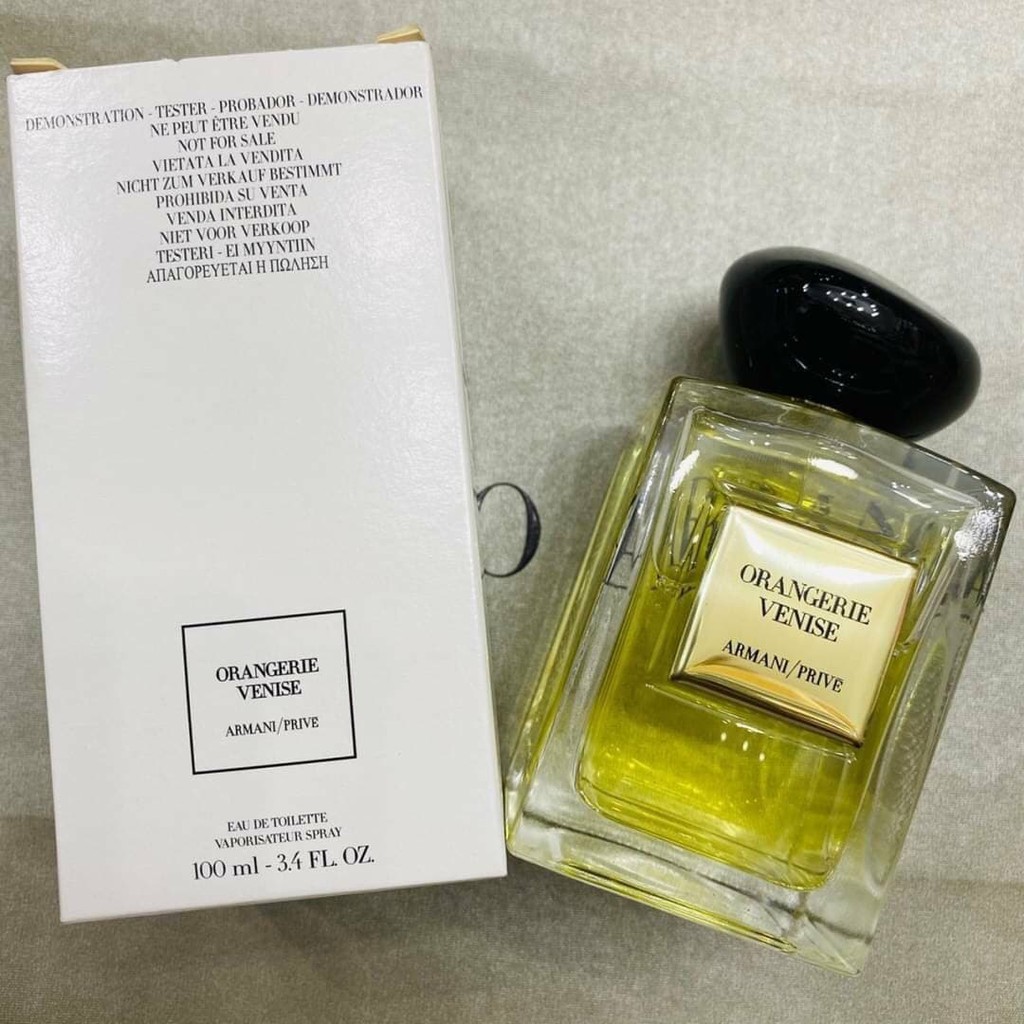 DEMONSTRATION - TESTER - PROBADOR - DEMONSTRADOR
NE PEUT ÊTRE VENDU
NOT FOR SALE
VIETATA LA VENDITA
NICHT ZUM VERKAUF BESTIMMT
PROHIBIDA SU VENTA
VENDA INTERDITA
NIET VOOR VERKOOP
TESTERI - EI MYYNTIIN
ΑΠΑΓΟΡΕΥΕΤΑΙ Η ΠΩΛΗΣΗ
ORANGERIE
VENISE
ARMANI/PRIVĒ
EAU DE TOILETTE
VAPORISATEUR SPRAY
100 ml - 3.4 FL. OZ.
ORANGERIE
VENISE
ARMANI/PRIVĒ